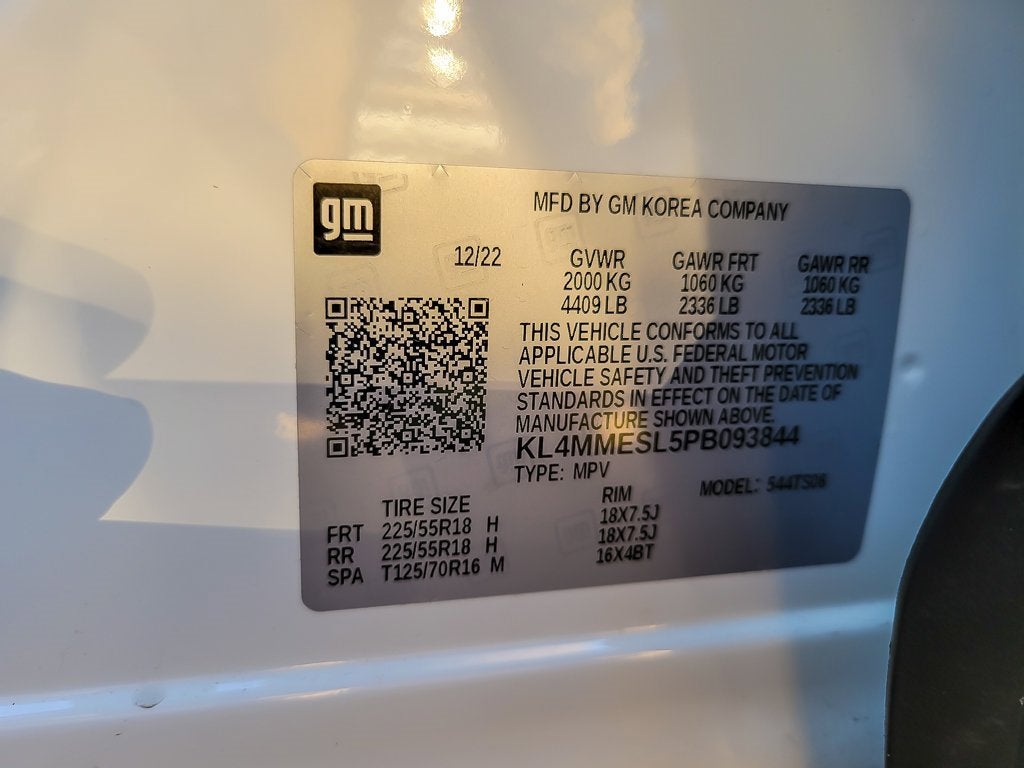 gm
MFD BY GM KOREA COMPANY
12/22 GVWR GAWR FRT GAWR RR
2000 KG 1060 KG 1060 KG
4409 LB 2336 LB 2336 LB
THIS VEHICLE CONFORMS TO ALL
APPLICABLE U.S. FEDERAL MOTOR
VEHICLE SAFETY AND THEFT PREVENTION
STANDARDS IN EFFECT ON THE DATE OF
MANUFACTURE SHOWN ABOVE.
KL4MMESL5PB093844
TYPE: MPV MODEL: 544TS06
TIRE SIZE RIM
FRT 225/55R18 H 18X7.5J
RR 225/55R18 H 18X7.5J
SPA T125/70R16 M 16X4BT